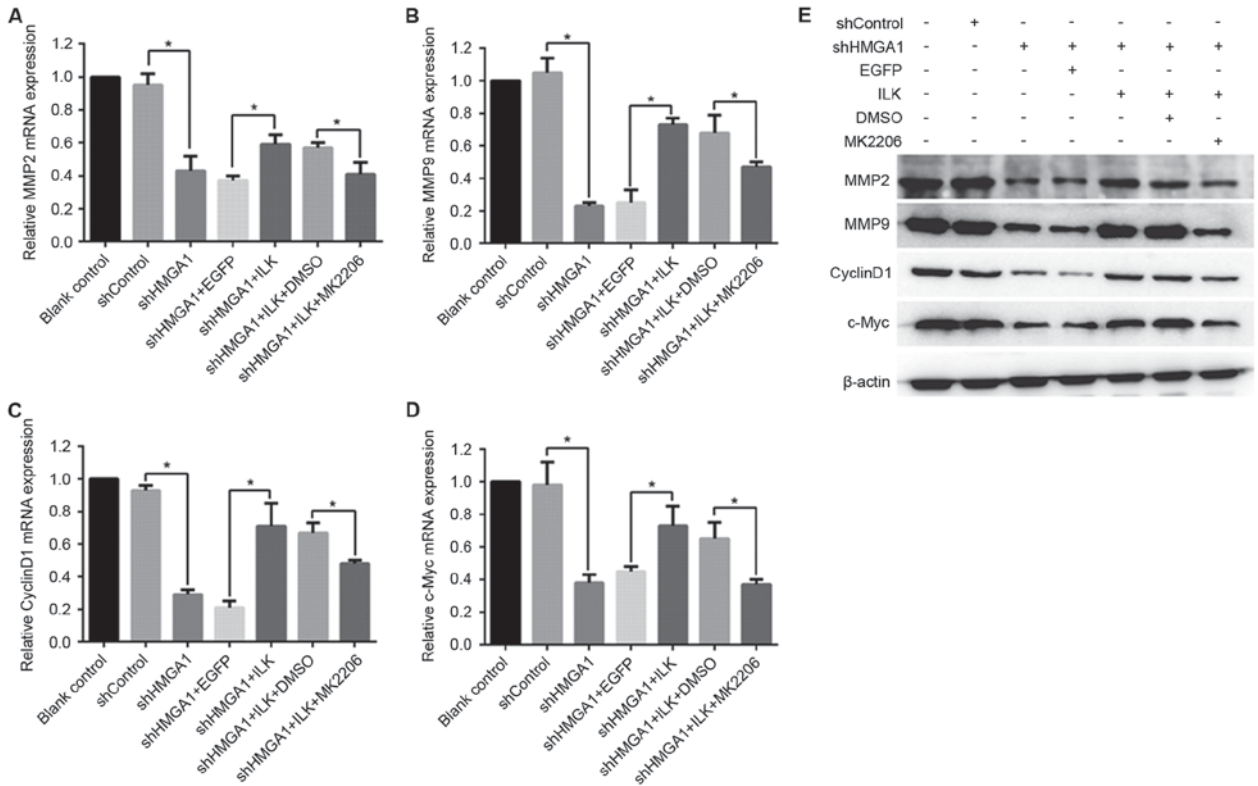 A
Relative MMP2 mRNA expression
1.2
1.0
0.8
0.6
0.4
0.2
0.0
*
*
*
Blank control
shControl
shHMGA1
shHMGA1+EGFP
shHMGA1+ILK
shHMGA1+ILK+DMSO
shHMGA1+ILK+MK2206
B
Relative MMP9 mRNA expression
1.2
1.0
0.8
0.6
0.4
0.2
0.0
*
*
*
Blank control
shControl
shHMGA1
shHMGA1+EGFP
shHMGA1+ILK
shHMGA1+ILK+DMSO
shHMGA1+ILK+MK2206
E
shControl - + - - - - -
shHMGA1 - - + + + + +
EGFP - - - + - - -
ILK - - - - + + +
DMSO - - - - - + -
MK2206 - - - - - - +
MMP2
MMP9
CyclinD1
c-Myc
β-actin
C
Relative CyclinD1 mRNA expression
1.2
1.0
0.8
0.6
0.4
0.2
0.0
*
*
*
Blank control
shControl
shHMGA1
shHMGA1+EGFP
shHMGA1+ILK
shHMGA1+ILK+DMSO
shHMGA1+ILK+MK2206
D
Relative c-Myc mRNA expression
1.2
1.0
0.8
0.6
0.4
0.2
0.0
*
*
*
Blank control
shControl
shHMGA1
shHMGA1+EGFP
shHMGA1+ILK
shHMGA1+ILK+DMSO
shHMGA1+ILK+MK2206